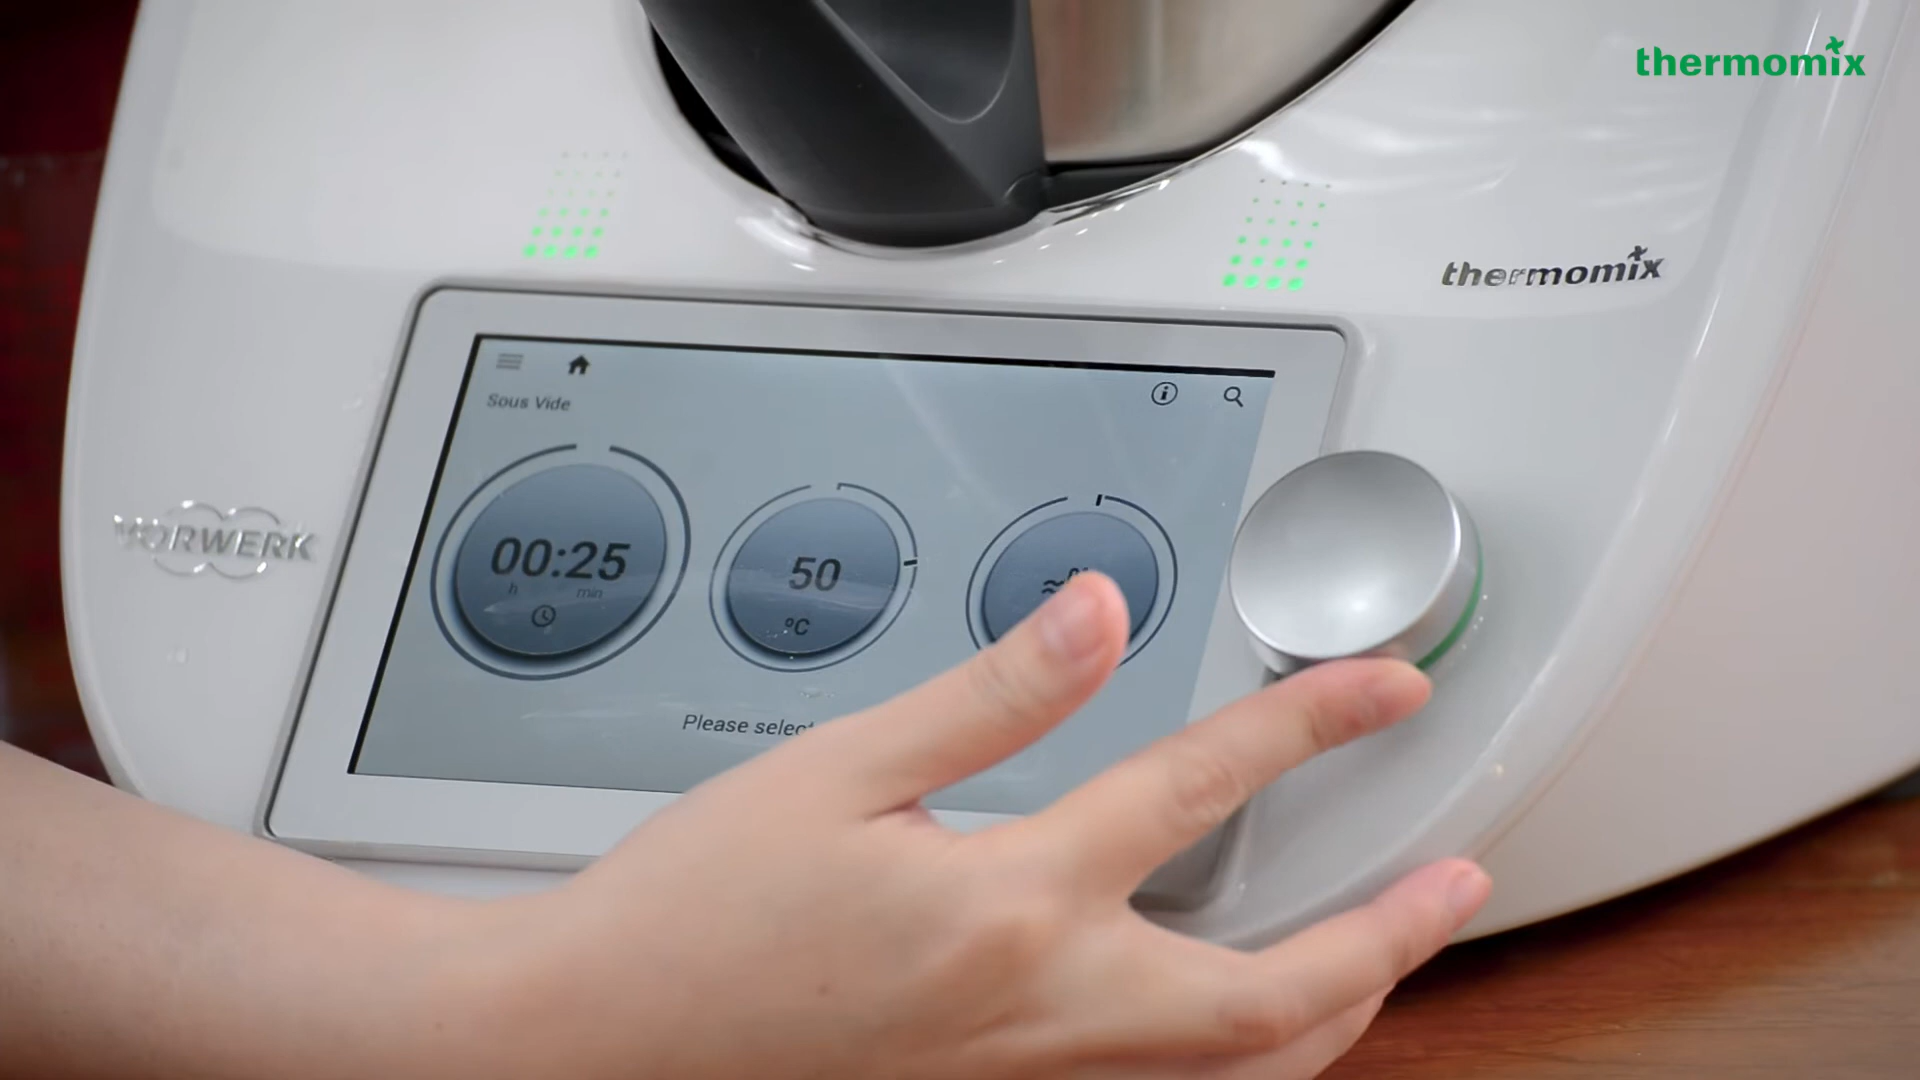 thermomix
thermomix
VORWERK
Sous Vide
00:25
h min
50
°C
Please select